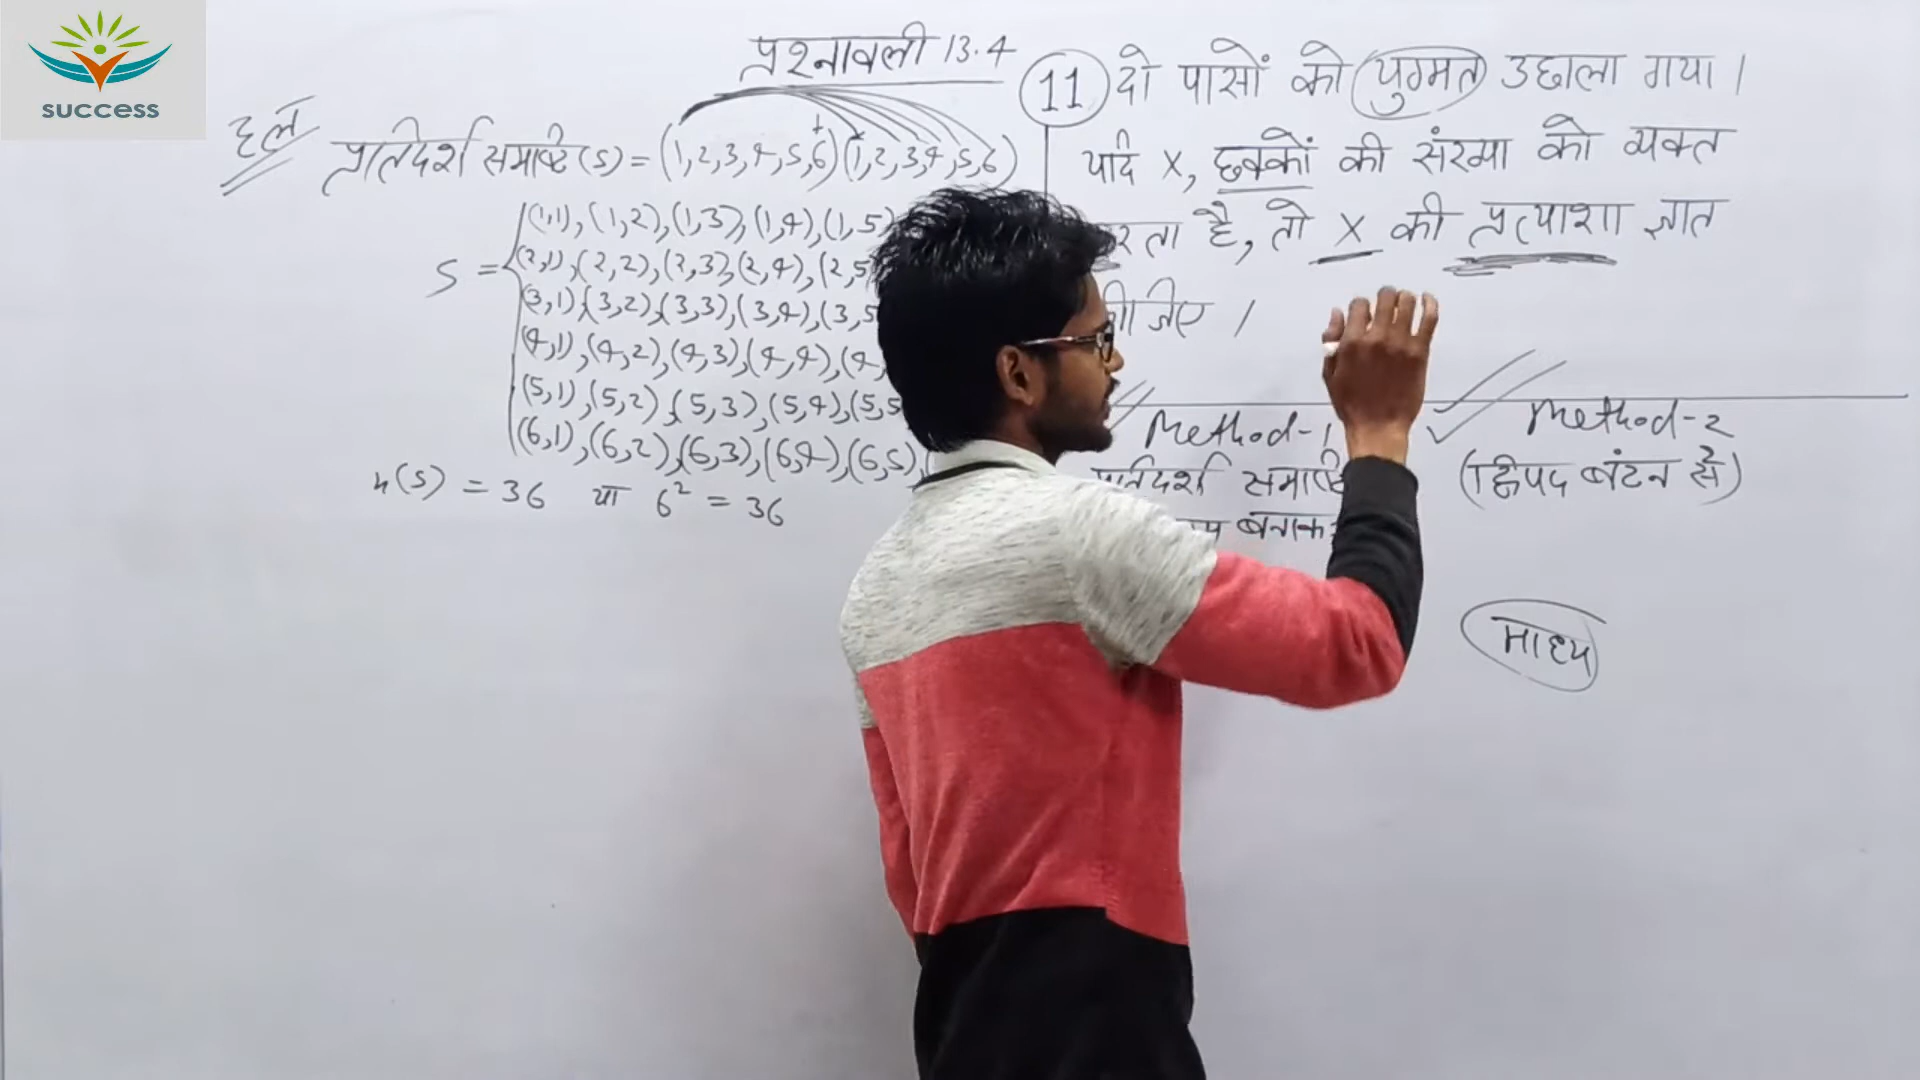 success
प्रश्नावली 13.4
हल
प्रतिदर्श समष्टि (S) = (1,2,3,4,5,6)(1,2,3,4,5,6)
S = {(1,1),(1,2),(1,3),(1,4),(1,5)
(2,1),(2,2),(2,3),(2,4),(2,5
(3,1),(3,2),(3,3),(3,4),(3,5
(4,1),(4,2),(4,3),(4,4),(4,
(5,1),(5,2),(5,3),(5,4),(5,5
(6,1),(6,2),(6,3),(6,4),(6,5),(
n(S) = 36 या 6² = 36
11 दो पासों को युग्मत उछाला गया।
यदि X, छक्कों की संख्या को व्यक्त
रता है, तो X की प्रत्याशा ज्ञात
ीजिए।
Method-1
प्रतिदर्श समष्टि
बनाक
Method-2
(द्विपद बंटन से)
माध्य